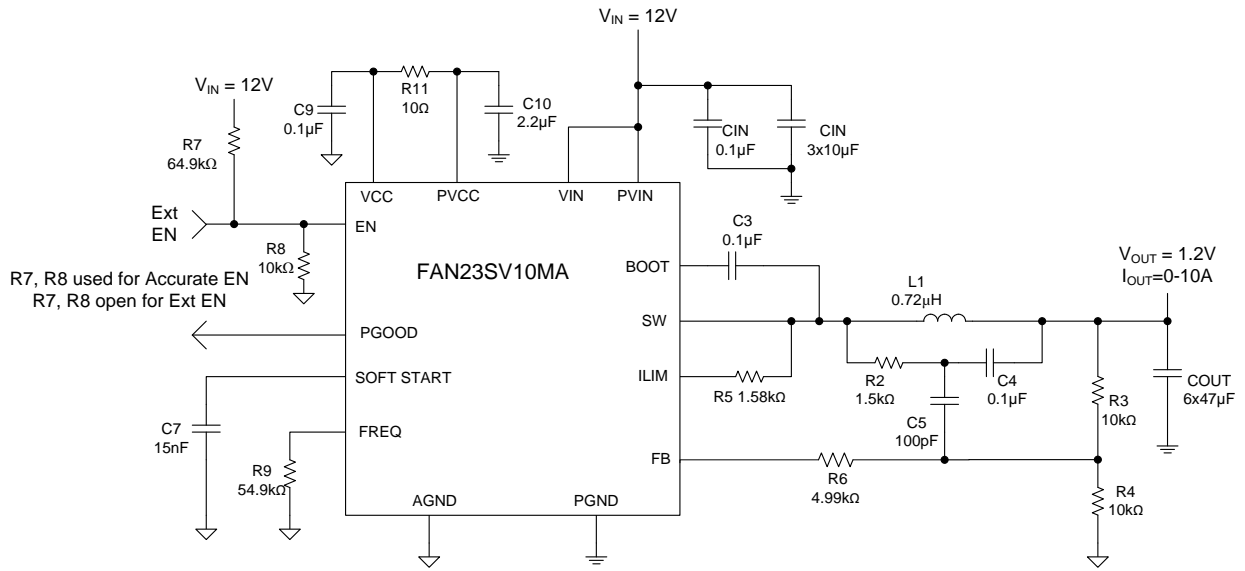 V_IN = 12V
V_IN = 12V
C9
0.1µF
R11
10Ω
C10
2.2µF
CIN
0.1µF
CIN
3x10µF
R7
64.9kΩ
VCC
PVCC
VIN
PVIN
Ext
EN
EN
R8
10kΩ
R7, R8 used for Accurate EN
R7, R8 open for Ext EN
FAN23SV10MA
BOOT
C3
0.1µF
V_OUT = 1.2V
I_OUT=0-10A
L1
0.72µH
PGOOD
SW
SOFT START
ILIM
R5 1.58kΩ
R2
1.5kΩ
C4
0.1µF
C5
100pF
R3
10kΩ
COUT
6x47µF
C7
15nF
FREQ
R9
54.9kΩ
FB
R6
4.99kΩ
R4
10kΩ
AGND
PGND